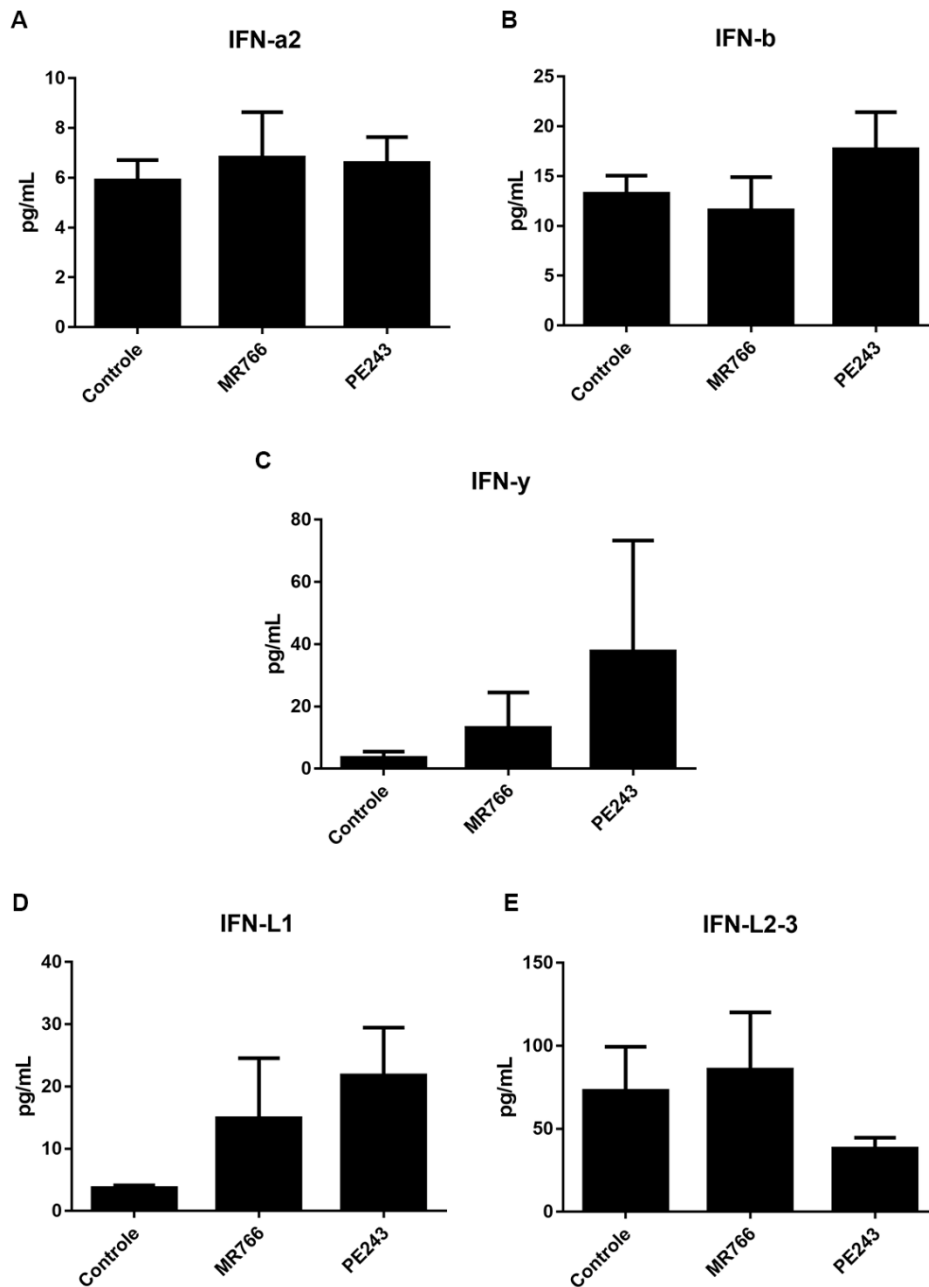 A
IFN-a2
pg/mL
10
8
6
4
2
0
Controle
MR766
PE243
B
IFN-b
pg/mL
25
20
15
10
5
0
Controle
MR766
PE243
C
IFN-y
pg/mL
80
60
40
20
0
Controle
MR766
PE243
D
IFN-L1
pg/mL
40
30
20
10
0
Controle
MR766
PE243
E
IFN-L2-3
pg/mL
150
100
50
0
Controle
MR766
PE243